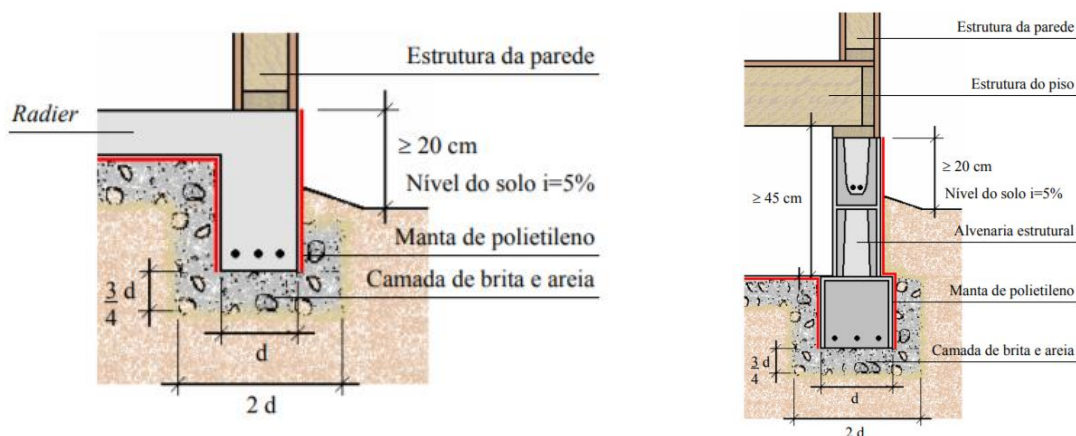 Estrutura da parede
Radier
≥ 20 cm
Nível do solo i=5%
Manta de polietileno
Camada de brita e areia
3/4 d
d
2 d
Estrutura da parede
Estrutura do piso
≥ 20 cm
≥ 45 cm
Nível do solo i=5%
Alvenaria estrutural
Manta de polietileno
Camada de brita e areia
3/4 d
d
2 d